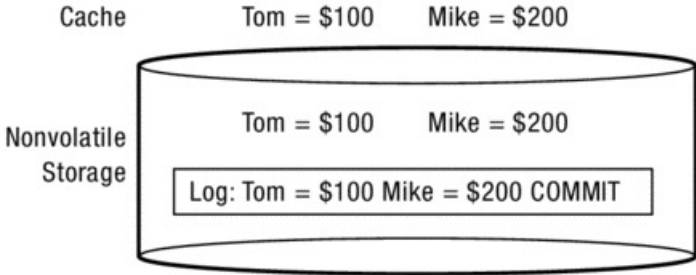 Cache Tom = $100 Mike = $200
Tom = $100 Mike = $200
Nonvolatile
Storage
Log: Tom = $100 Mike = $200 COMMIT